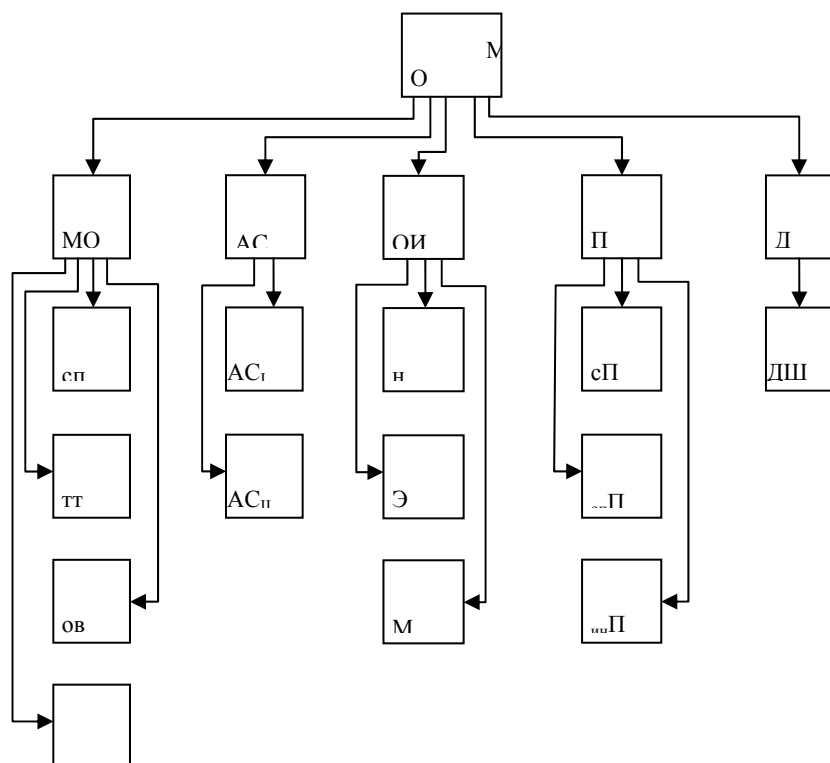 М
О
МО
АС
ОИ
П
Д
сп
АС
н
сП
ДШ
тт
АС
Э
П
ов
М
П